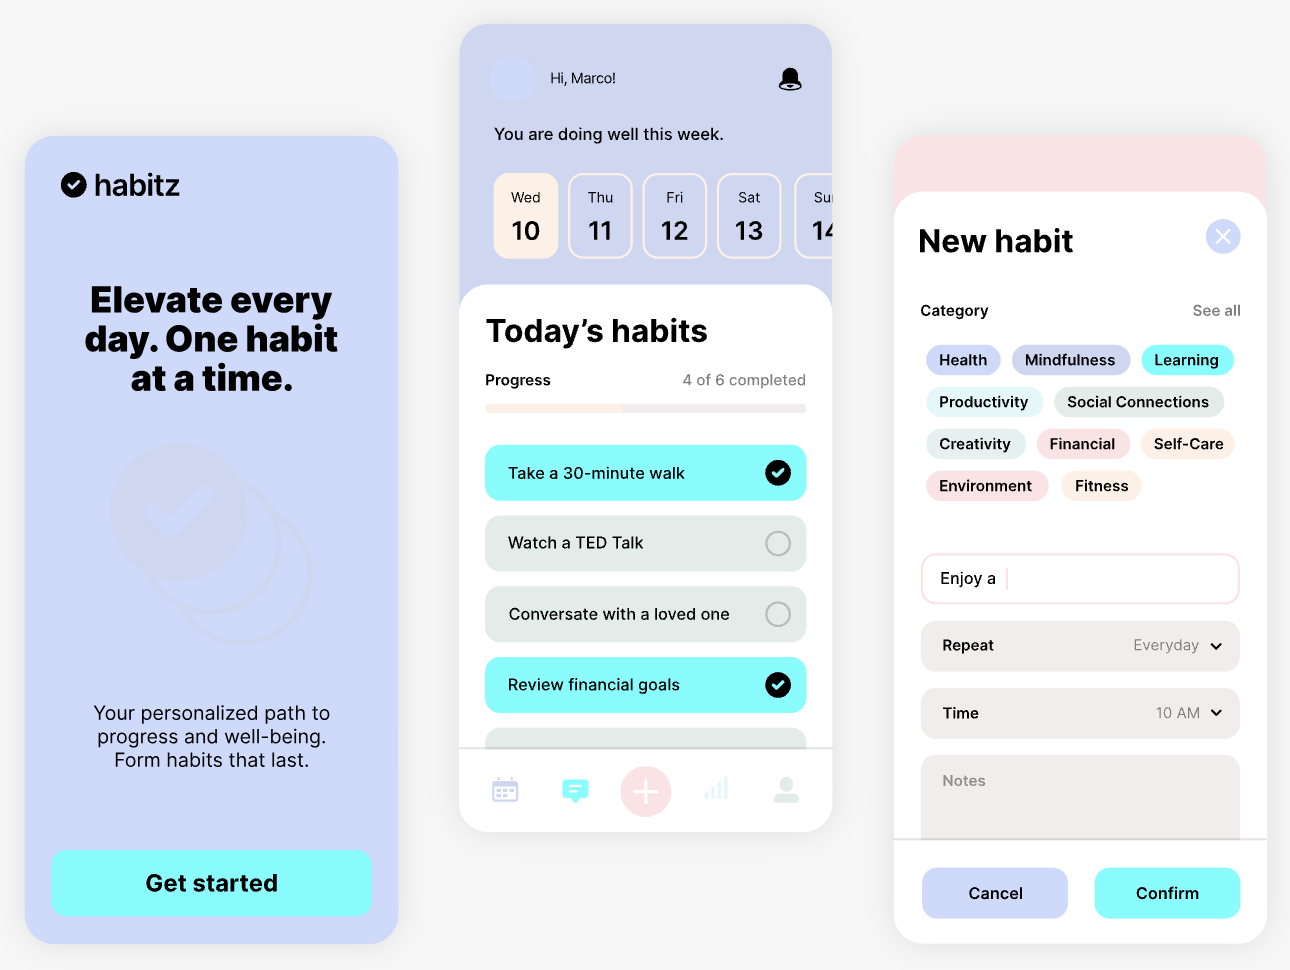 habitz
Elevate every
day. One habit
at a time.
Your personalized path to
progress and well-being.
Form habits that last.
Get started
Hi, Marco!
You are doing well this week.
Wed Thu Fri Sat Sun
10 11 12 13 14
Today’s habits
Progress 4 of 6 completed
Take a 30-minute walk
Watch a TED Talk
Conversate with a loved one
Review financial goals
New habit
Category See all
Health Mindfulness Learning
Productivity Social Connections
Creativity Financial Self-Care
Environment Fitness
Enjoy a
Repeat Everyday
Time 10 AM
Notes
Cancel Confirm